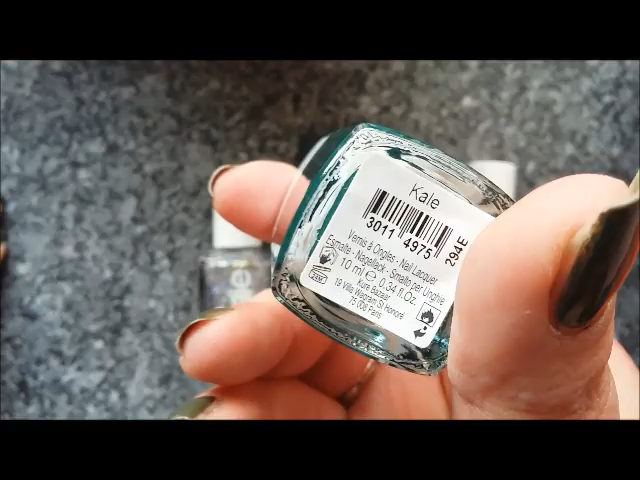 Kale
3011 4975
294E
Vernis à Ongles - Nail Lacquer
Esmalte - Nagellack - Smalto per Unghie
10 ml e 0.34 fl.Oz.
Kure Bazaar
19 Villa Wagram St Honoré
75 008 Paris